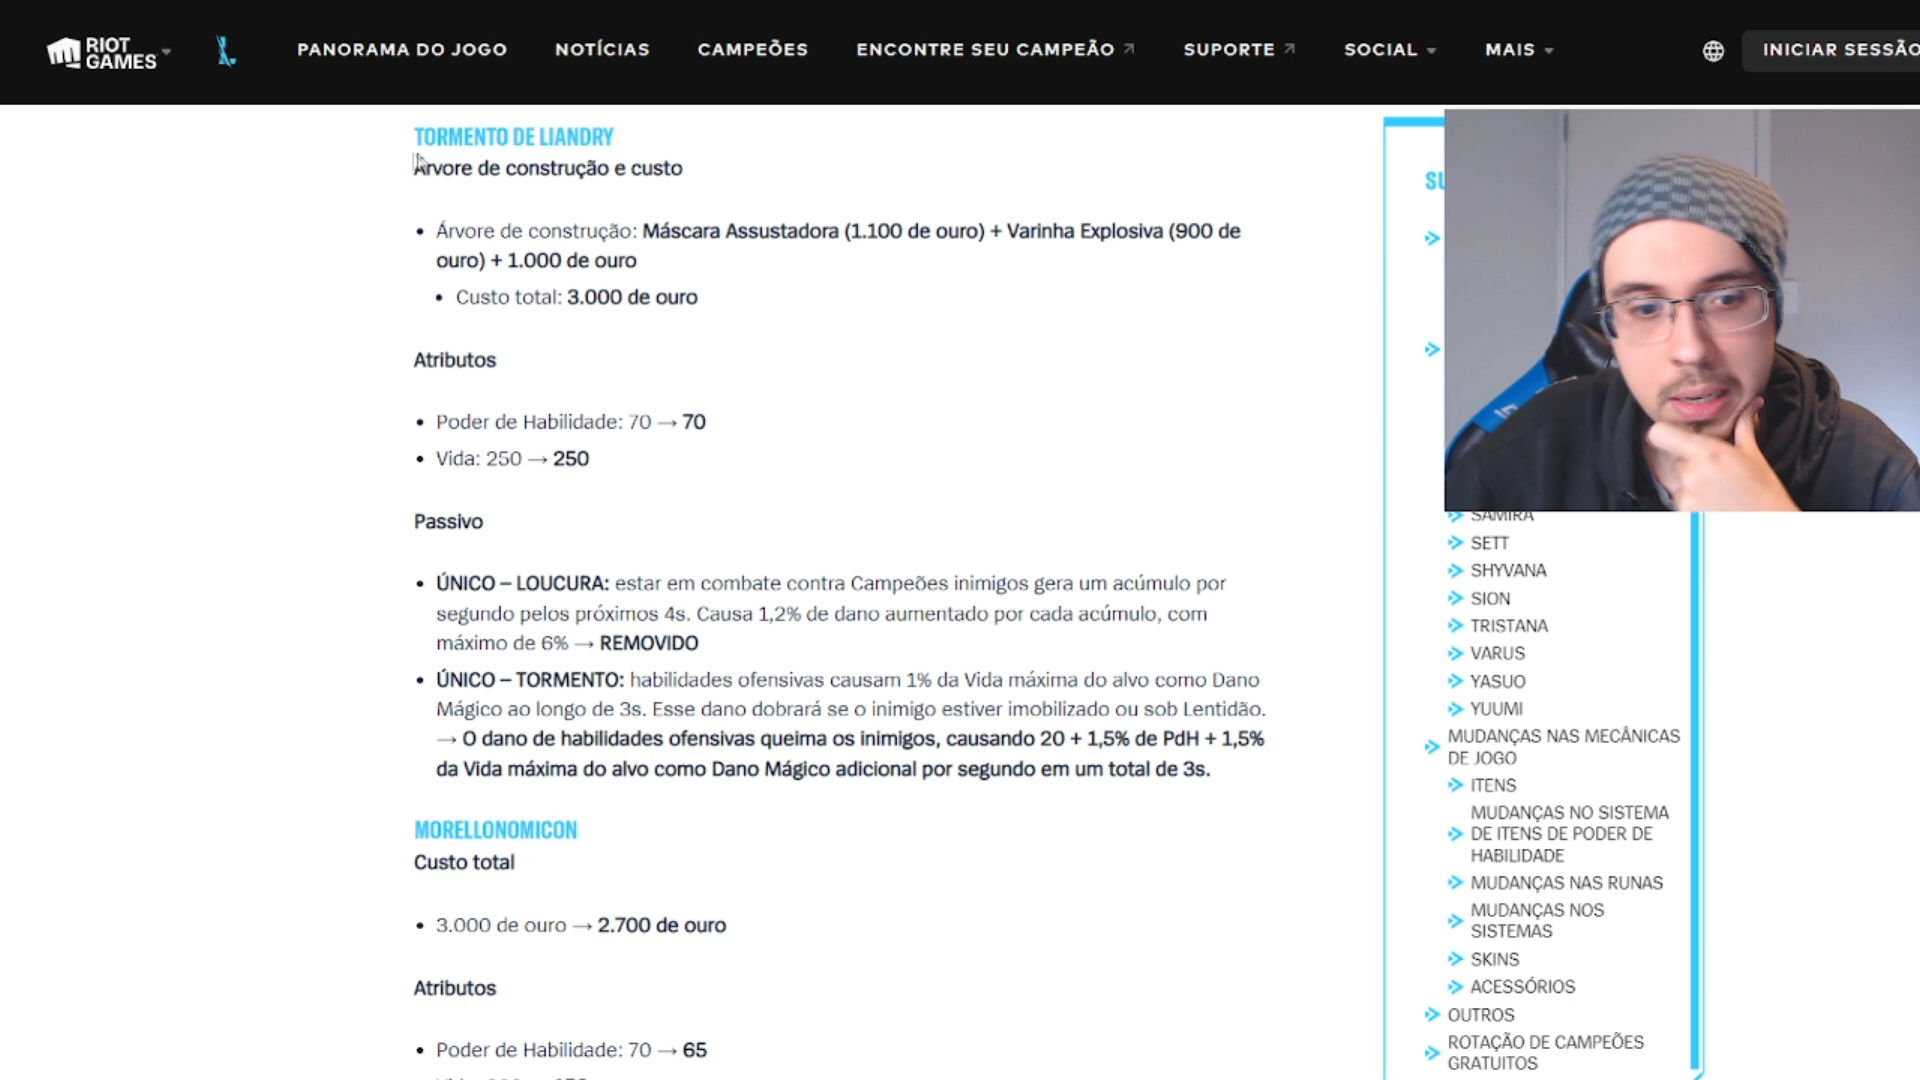 RIOT
GAMES
PANORAMA DO JOGO
NOTÍCIAS
CAMPEÕES
ENCONTRE SEU CAMPEÃO
SUPORTE
SOCIAL
MAIS
INICIAR SESSÃO
TORMENTO DE LIANDRY
Árvore de construção e custo
• Árvore de construção: Máscara Assustadora (1.100 de ouro) + Varinha Explosiva (900 de
ouro) + 1.000 de ouro
• Custo total: 3.000 de ouro
Atributos
• Poder de Habilidade: 70 → 70
• Vida: 250 → 250
Passivo
• ÚNICO – LOUCURA: estar em combate contra Campeões inimigos gera um acúmulo por
segundo pelos próximos 4s. Causa 1,2% de dano aumentado por cada acúmulo, com
máximo de 6% → REMOVIDO
• ÚNICO – TORMENTO: habilidades ofensivas causam 1% da Vida máxima do alvo como Dano
Mágico ao longo de 3s. Esse dano dobrará se o inimigo estiver imobilizado ou sob Lentidão.
→ O dano de habilidades ofensivas queima os inimigos, causando 20 + 1,5% de PdH + 1,5%
da Vida máxima do alvo como Dano Mágico adicional por segundo em um total de 3s.
MORELLONOMICON
Custo total
• 3.000 de ouro → 2.700 de ouro
Atributos
• Poder de Habilidade: 70 → 65
SU
SAMIRA
SETT
SHYVANA
SION
TRISTANA
VARUS
YASUO
YUUMI
MUDANÇAS NAS MECÂNICAS
DE JOGO
ITENS
MUDANÇAS NO SISTEMA
DE ITENS DE PODER DE
HABILIDADE
MUDANÇAS NAS RUNAS
MUDANÇAS NOS
SISTEMAS
SKINS
ACESSÓRIOS
OUTROS
ROTAÇÃO DE CAMPEÕES
GRATUITOS